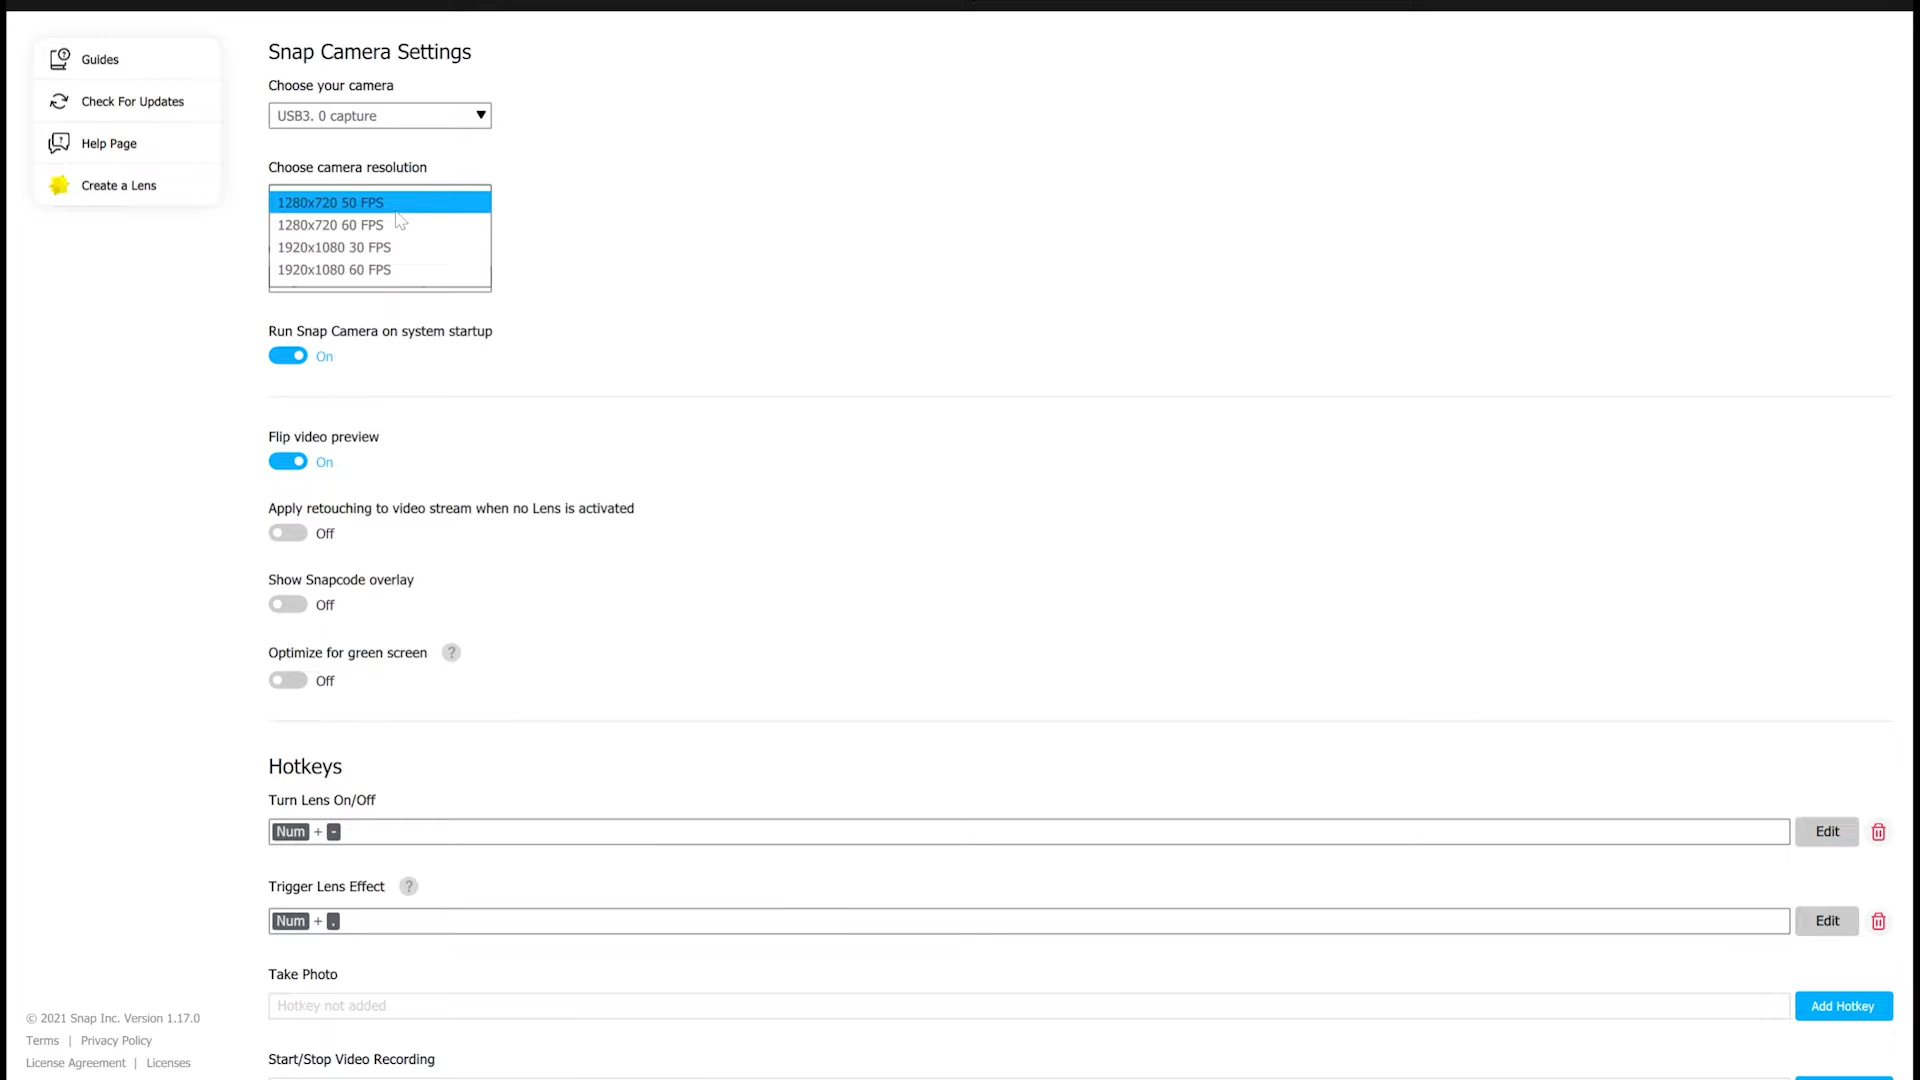 Guides
Check For Updates
Help Page
Create a Lens
Snap Camera Settings
Choose your camera
USB3. 0 capture
Choose camera resolution
1280x720 50 FPS
1280x720 60 FPS
1920x1080 30 FPS
1920x1080 60 FPS
Run Snap Camera on system startup
On
Flip video preview
On
Apply retouching to video stream when no Lens is activated
Off
Show Snapcode overlay
Off
Optimize for green screen ?
Off
Hotkeys
Turn Lens On/Off
Num + - Edit
Trigger Lens Effect ?
Num + . Edit
Take Photo
Hotkey not added Add Hotkey
Start/Stop Video Recording
© 2021 Snap Inc. Version 1.17.0
Terms | Privacy Policy
License Agreement | Licenses